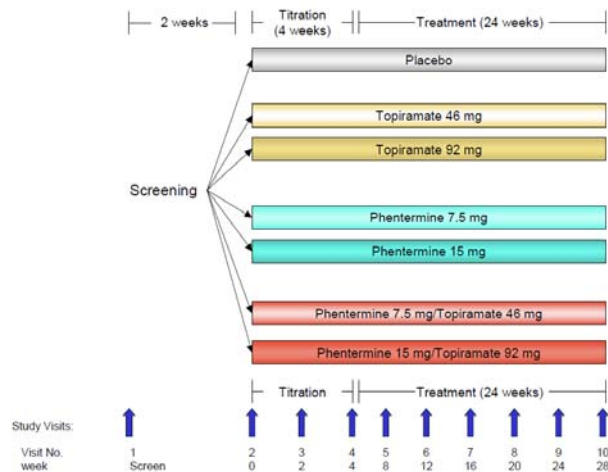 2 weeks
Titration
(4 weeks)
Treatment (24 weeks)
Placebo
Topiramate 46 mg
Topiramate 92 mg
Screening
Phentermine 7.5 mg
Phentermine 15 mg
Phentermine 7.5 mg/Topiramate 46 mg
Phentermine 15 mg/Topiramate 92 mg
Titration
Treatment (24 weeks)
Study Visits:
Visit No. 1 2 3 4 5 6 7 8 9 10
week Screen 0 2 4 8 12 16 20 24 28